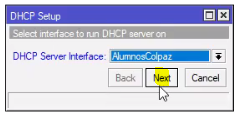 DHCP Setup
Select interface to run DHCP server on
DHCP Server Interface: AlumnosColpaz
Back Next Cancel